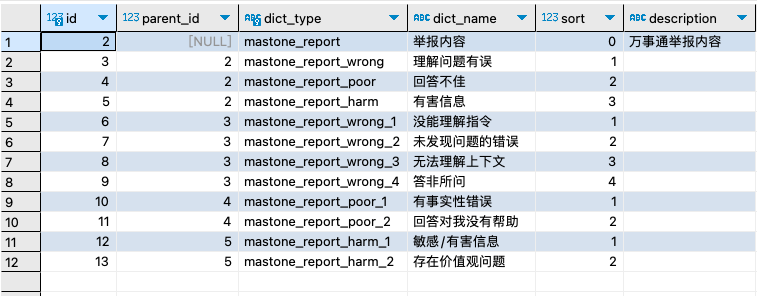 123 id 123 parent_id ABC dict_type ABC dict_name 123 sort ABC description
1 2 [NULL] mastone_report 举报内容 0 万事通举报内容
2 3 2 mastone_report_wrong 理解问题有误 1
3 4 2 mastone_report_poor 回答不佳 2
4 5 2 mastone_report_harm 有害信息 3
5 6 3 mastone_report_wrong_1 没能理解指令 1
6 7 3 mastone_report_wrong_2 未发现问题的错误 2
7 8 3 mastone_report_wrong_3 无法理解上下文 3
8 9 3 mastone_report_wrong_4 答非所问 4
9 10 4 mastone_report_poor_1 有事实性错误 1
10 11 4 mastone_report_poor_2 回答对我没有帮助 2
11 12 5 mastone_report_harm_1 敏感/有害信息 1
12 13 5 mastone_report_harm_2 存在价值观问题 2